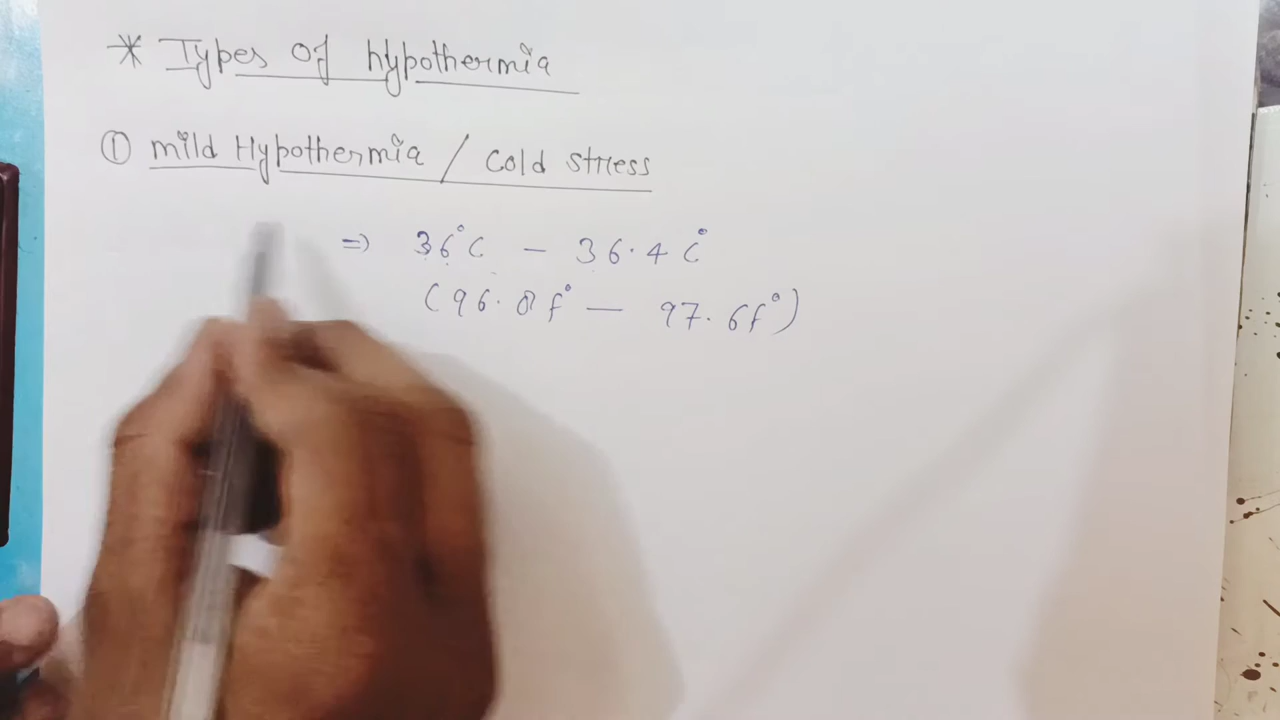 * Types of hypothermia
① mild Hypothermia / cold stress
⇒ 36°C - 36.4 C°
(96.8f° - 97.6f°)